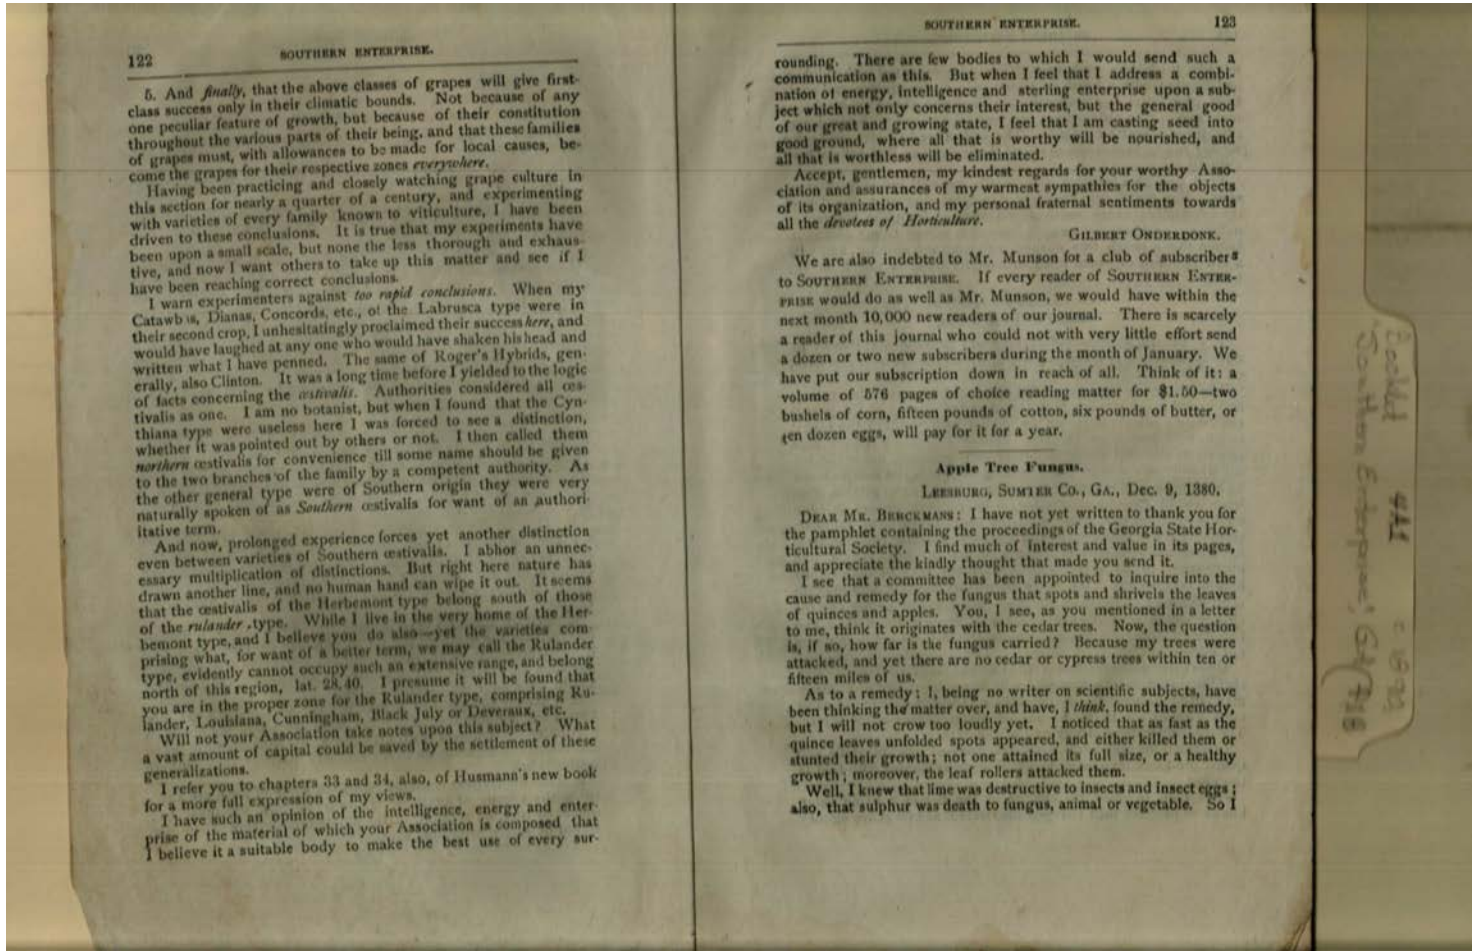 122
SOUTHERN ENTERPRISE.
5. And finally, that the above classes of grapes will give first-
class success only in their climatic bounds. Not because of any
one peculiar feature of growth, but because of their constitution
throughout the various parts of their being, and that these families
of grapes must, with allowances to be made for local causes, be-
come the grapes for their respective zones everywhere.
Having been practicing and closely watching grape culture in
this section for nearly a quarter of a century, and experimenting
with varieties of every family known to viticulture, I have been
driven to these conclusions. It is true that my experiments have
been upon a small scale, but none the less thorough and exhaus-
tive, and now I want others to take up this matter and see if I
have been reaching correct conclusions.
I warn experimenters against too rapid conclusions. When my
Catawb is, Dianas, Concords, etc., of the Labrusca type were in
their second crop, I unhesitatingly proclaimed their success here, and
would have laughed at any one who would have shaken his head and
written what I have penned. The same of Roger's Hybrids, gen-
erally, also Clinton. It was a long time before I yielded to the logic
of facts concerning the œstivalis. Authorities considered all œs-
tivalis as one. I am no botanist, but when I found that the Cyn-
thiana type were useless here I was forced to see a distinction,
whether it was pointed out by others or not. I then called them
northern œstivalis for convenience till some name should be given
to the two branches of the family by a competent authority. As
the other general type were of Southern origin they were very
naturally spoken of as Southern œstivalis for want of an authori-
itative term.
And now, prolonged experience forces yet another distinction
even between varieties of Southern œstivalis. I abhor an unnec-
essary multiplication of distinctions. But right here nature has
drawn another line, and no human hand can wipe it out. It seems
that the œstivalis of the Herbemont type belong south of those
of the rulander type. While I live in the very home of the Her-
bemont type, and I believe you do also—yet the varieties com-
prising what, for want of a better term, we may call the Rulander
type, evidently cannot occupy such an extensive range, and belong
north of this region, lat. 28.40. I presume it will be found that
you are in the proper zone for the Rulander type, comprising Ru-
lander, Louisiana, Cunningham, Black July or Deveraux, etc.
Will not your Association take notes upon this subject? What
a vast amount of capital could be saved by the settlement of these
generalizations.
I refer you to chapters 33 and 34, also, of Husmann's new book
for a more full expression of my views.
I have such an opinion of the intelligence, energy and enter-
prise of the material of which your Association is composed that
I believe it a suitable body to make the best use of every sur-
SOUTHERN ENTERPRISE.
123
rounding. There are few bodies to which I would send such a
communication as this. But when I feel that I address a combi-
nation of energy, intelligence and sterling enterprise upon a sub-
ject which not only concerns their interest, but the general good
of our great and growing state, I feel that I am casting seed into
good ground, where all that is worthy will be nourished, and
all that is worthless will be eliminated.
Accept, gentlemen, my kindest regards for your worthy Asso-
ciation and assurances of my warmest sympathies for the objects
of its organization, and my personal fraternal sentiments towards
all the devotees of Horticulture.
GILBERT ONDERDONK.
We are also indebted to Mr. Munson for a club of subscribers
to SOUTHERN ENTERPRISE. If every reader of SOUTHERN ENTER-
PRISE would do as well as Mr. Munson, we would have within the
next month 10,000 new readers of our journal. There is scarcely
a reader of this journal who could not with very little effort send
a dozen or two new subscribers during the month of January. We
have put our subscription down in reach of all. Think of it: a
volume of 576 pages of choice reading matter for $1.50—two
bushels of corn, fifteen pounds of cotton, six pounds of butter, or
ten dozen eggs, will pay for it for a year.
Apple Tree Fungus.
LEESBURG, SUMTER CO., GA., Dec. 9, 1880.
DEAR MR. BERCKMANS: I have not yet written to thank you for
the pamphlet containing the proceedings of the Georgia State Hor-
ticultural Society. I find much of interest and value in its pages,
and appreciate the kindly thought that made you send it.
I see that a committee has been appointed to inquire into the
cause and remedy for the fungus that spots and shrivels the leaves
of quinces and apples. You, I see, as you mentioned in a letter
to me, think it originates with the cedar trees. Now, the question
is, if so, how far is the fungus carried? Because my trees were
attacked, and yet there are no cedar or cypress trees within ten or
fifteen miles of us.
As to a remedy: I, being no writer on scientific subjects, have
been thinking the matter over, and have, I think, found the remedy,
but I will not crow too loudly yet. I noticed that as fast as the
quince leaves unfolded spots appeared, and either killed them or
stunted their growth; not one attained its full size, or a healthy
growth; moreover, the leaf rollers attacked them.
Well, I knew that lime was destructive to insects and insect eggs;
also, that sulphur was death to fungus, animal or vegetable. So I